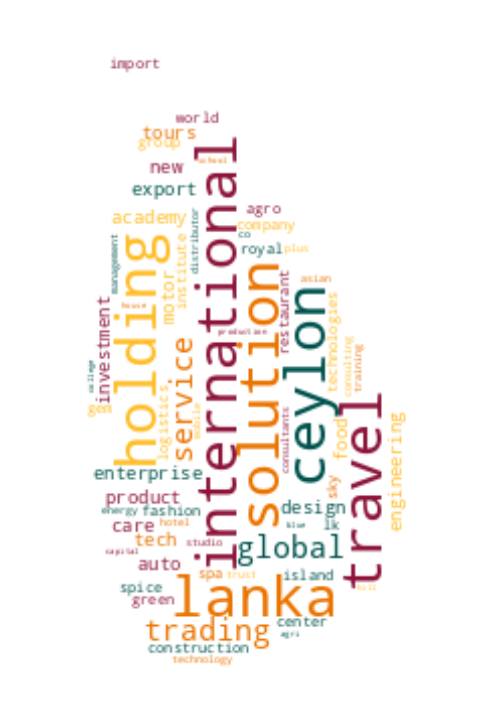 import
world
tours
group
school
new
international
export
agro
academy
distributor
company
co
management
holding
motor
institute
royal
plus
solution
restaurant
asian
ceylon
technologies
investment
house
production
service
consulting
training
college
gem
logistics
mobile
consultants
travel
food
engineering
enterprise
sky
product
energy
fashion
design
lk
care
hotel
blue
tech
studio
global
capital
auto
spa
trust
island
spice
green
lanka
hill
trading
center
agri
construction
technology